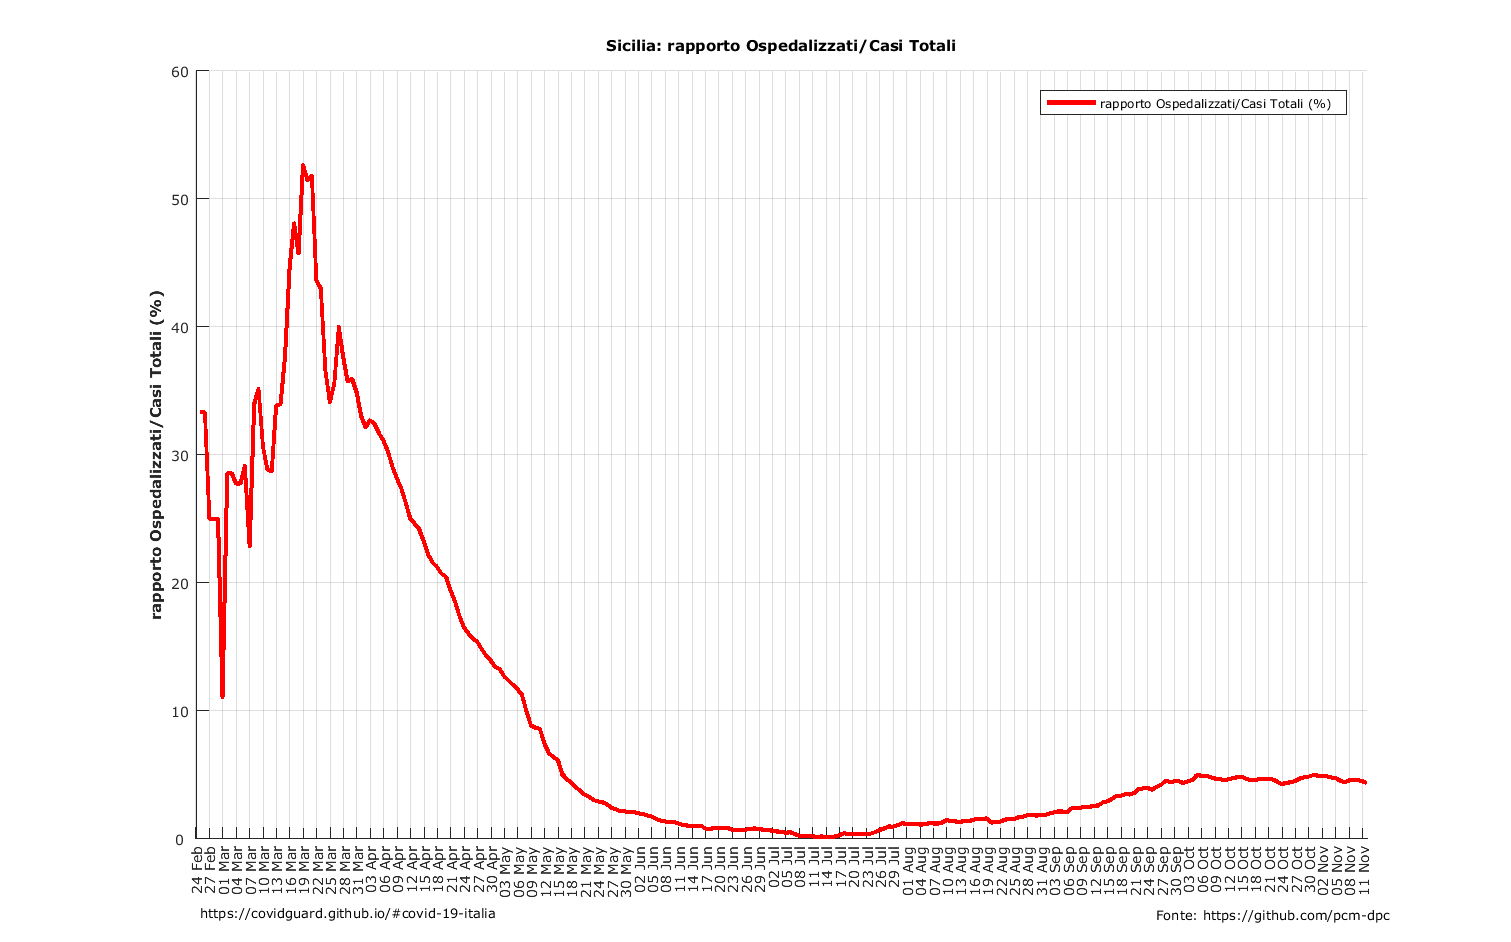 Sicilia: rapporto Ospedalizzati/Casi Totali
rapporto Ospedalizzati/Casi Totali (%)
rapporto Ospedalizzati/Casi Totali (%)
60
50
40
30
20
10
0
24 Feb
27 Feb
01 Mar
04 Mar
07 Mar
10 Mar
13 Mar
16 Mar
19 Mar
22 Mar
25 Mar
28 Mar
31 Mar
03 Apr
06 Apr
09 Apr
12 Apr
15 Apr
18 Apr
21 Apr
24 Apr
27 Apr
30 Apr
03 May
06 May
09 May
12 May
15 May
18 May
21 May
24 May
27 May
30 May
02 Jun
05 Jun
08 Jun
11 Jun
14 Jun
17 Jun
20 Jun
23 Jun
26 Jun
29 Jun
02 Jul
05 Jul
08 Jul
11 Jul
14 Jul
17 Jul
20 Jul
23 Jul
26 Jul
29 Jul
01 Aug
04 Aug
07 Aug
10 Aug
13 Aug
16 Aug
19 Aug
22 Aug
25 Aug
28 Aug
31 Aug
03 Sep
06 Sep
09 Sep
12 Sep
15 Sep
18 Sep
21 Sep
24 Sep
27 Sep
30 Sep
03 Oct
06 Oct
09 Oct
12 Oct
15 Oct
18 Oct
21 Oct
24 Oct
27 Oct
30 Oct
02 Nov
05 Nov
08 Nov
11 Nov
https://covidguard.github.io/#covid-19-italia
Fonte: https://github.com/pcm-dpc